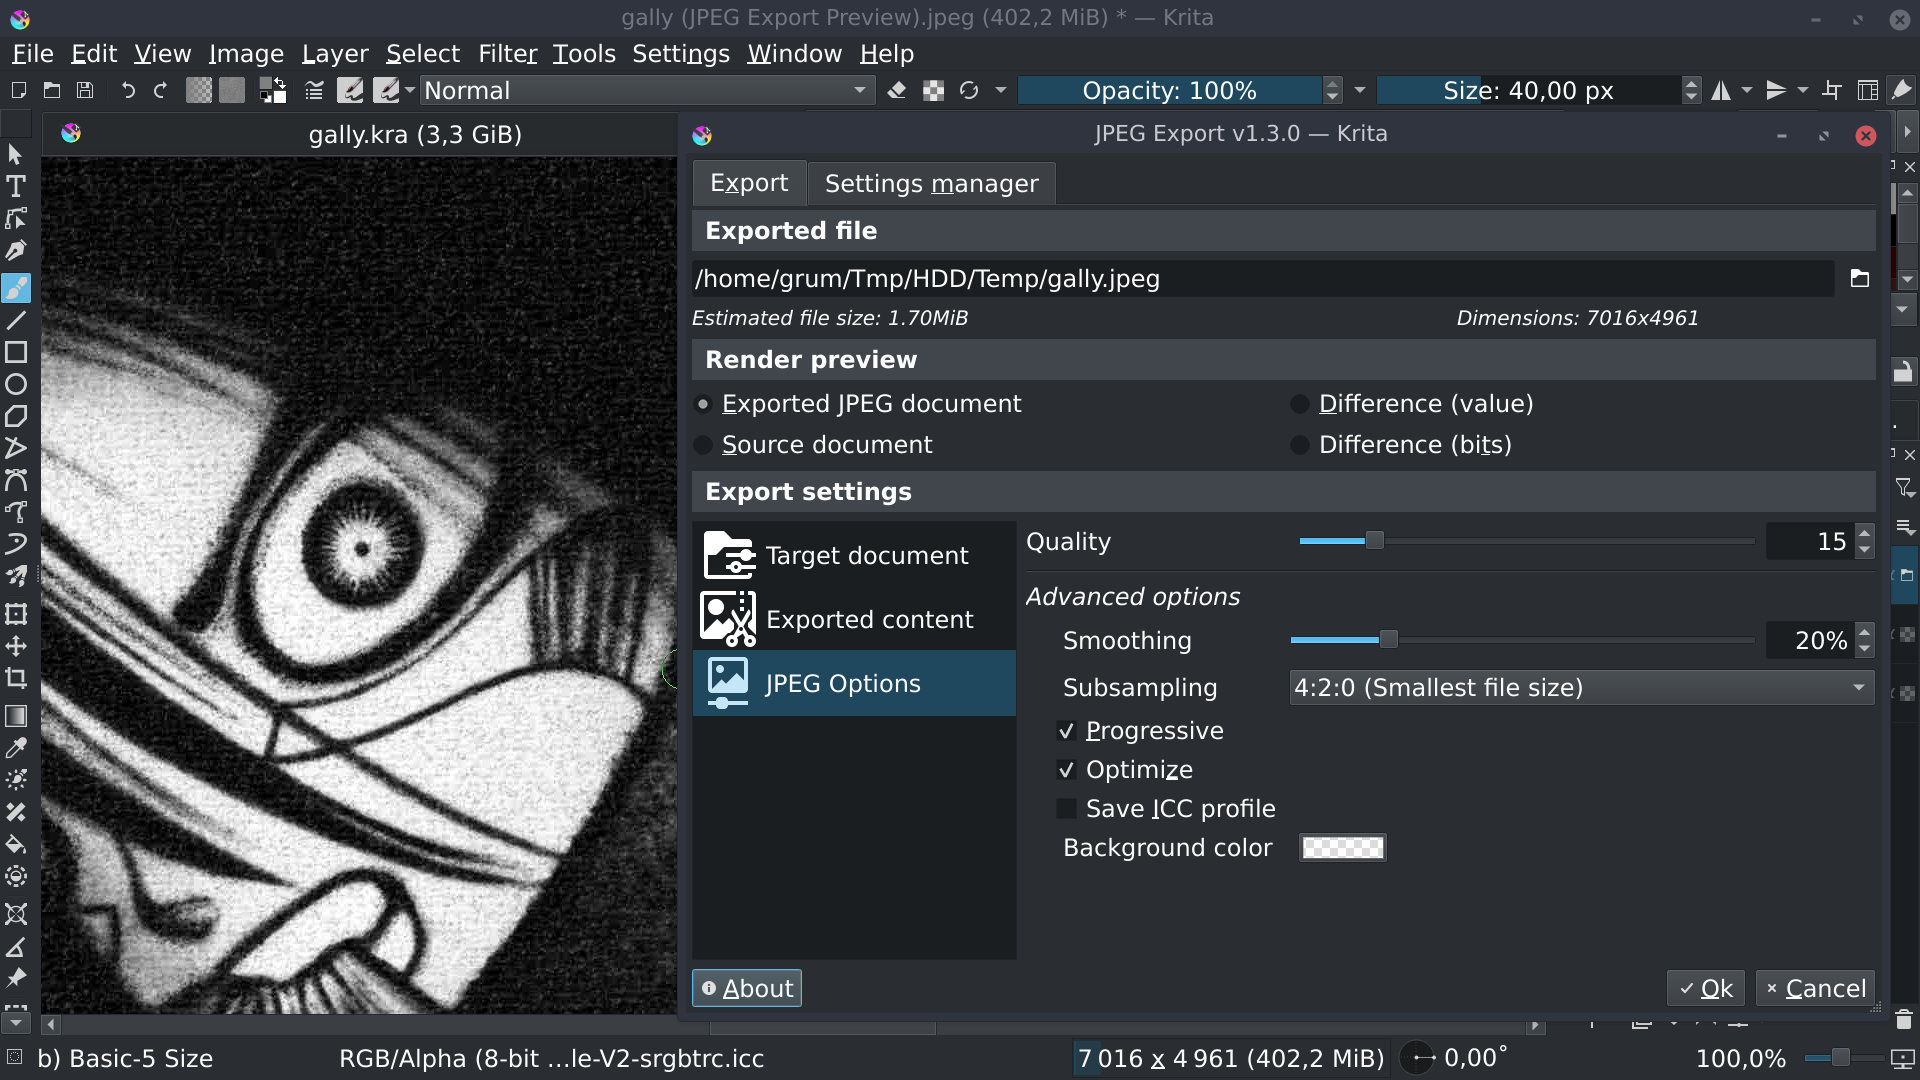 gally (JPEG Export Preview).jpeg (402,2 MiB) * — Krita
File Edit View Image Layer Select Filter Tools Settings Window Help
Normal
Opacity: 100%
Size: 40,00 px
gally.kra (3,3 GiB)
JPEG Export v1.3.0 — Krita
Export
Settings manager
Exported file
/home/grum/Tmp/HDD/Temp/gally.jpeg
Estimated file size: 1.70MiB
Dimensions: 7016x4961
Render preview
Exported JPEG document
Difference (value)
Source document
Difference (bits)
Export settings
Target document
Exported content
JPEG Options
Quality
15
Advanced options
Smoothing
20%
Subsampling
4:2:0 (Smallest file size)
Progressive
Optimize
Save ICC profile
Background color
About
Ok
Cancel
b) Basic-5 Size
RGB/Alpha (8-bit ...le-V2-srgbtrc.icc
7 016 x 4 961 (402,2 MiB)
0,00°
100,0%